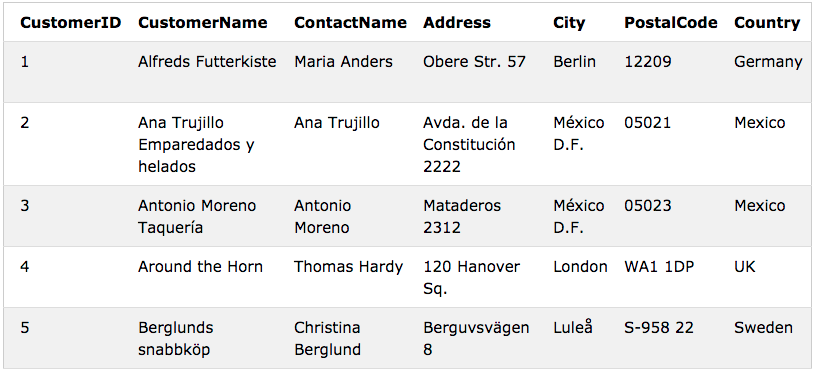 CustomerID CustomerName ContactName Address City PostalCode Country
1 Alfreds Futterkiste Maria Anders Obere Str. 57 Berlin 12209 Germany
2 Ana Trujillo Ana Trujillo Avda. de la México 05021 Mexico
Emparedados y Constitución D.F.
helados 2222
3 Antonio Moreno Antonio Mataderos México 05023 Mexico
Taquería Moreno 2312 D.F.
4 Around the Horn Thomas Hardy 120 Hanover London WA1 1DP UK
Sq.
5 Berglunds Christina Berguvsvägen Luleå S-958 22 Sweden
snabbköp Berglund 8